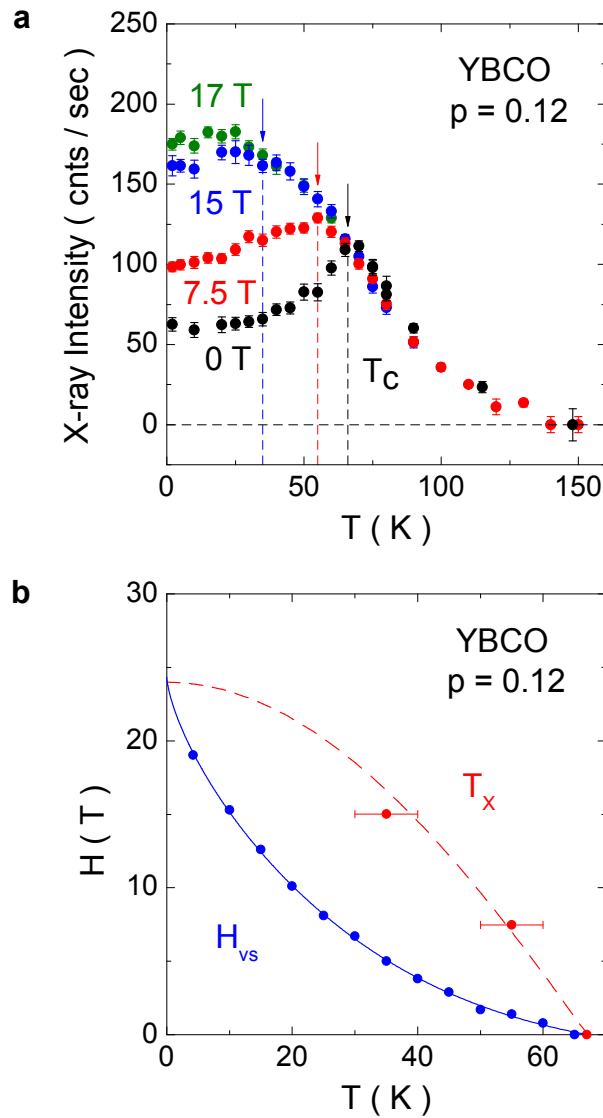 a
YBCO
p = 0.12
17 T
15 T
7.5 T
0 T
T_C
X-ray Intensity ( cnts / sec )
250
200
150
100
50
0
0 50 100 150
T ( K )
b
YBCO
p = 0.12
T_X
H_vs
H ( T )
30
20
10
0
0 20 40 60
T ( K )